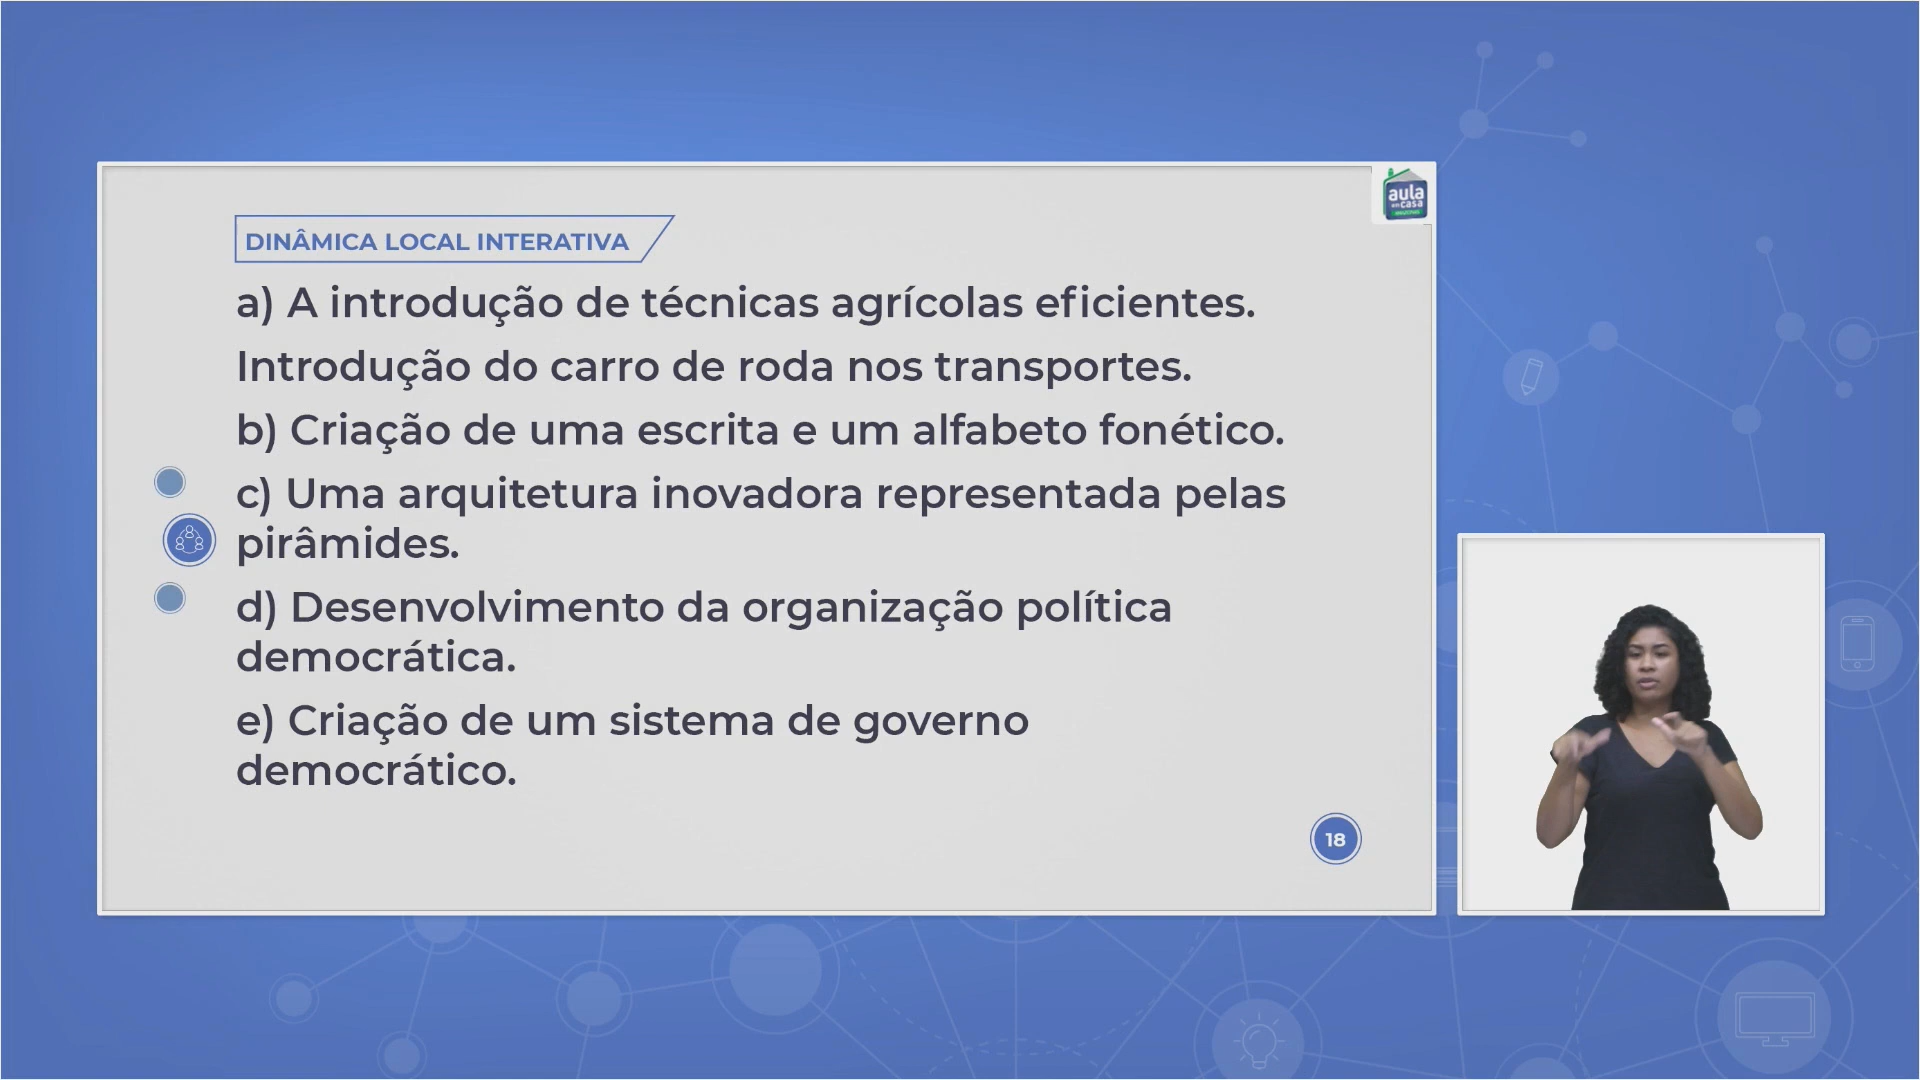 aula
em casa
DINÂMICA LOCAL INTERATIVA
a) A introdução de técnicas agrícolas eficientes.
Introdução do carro de roda nos transportes.
b) Criação de uma escrita e um alfabeto fonético.
c) Uma arquitetura inovadora representada pelas
pirâmides.
d) Desenvolvimento da organização política
democrática.
e) Criação de um sistema de governo
democrático.
18